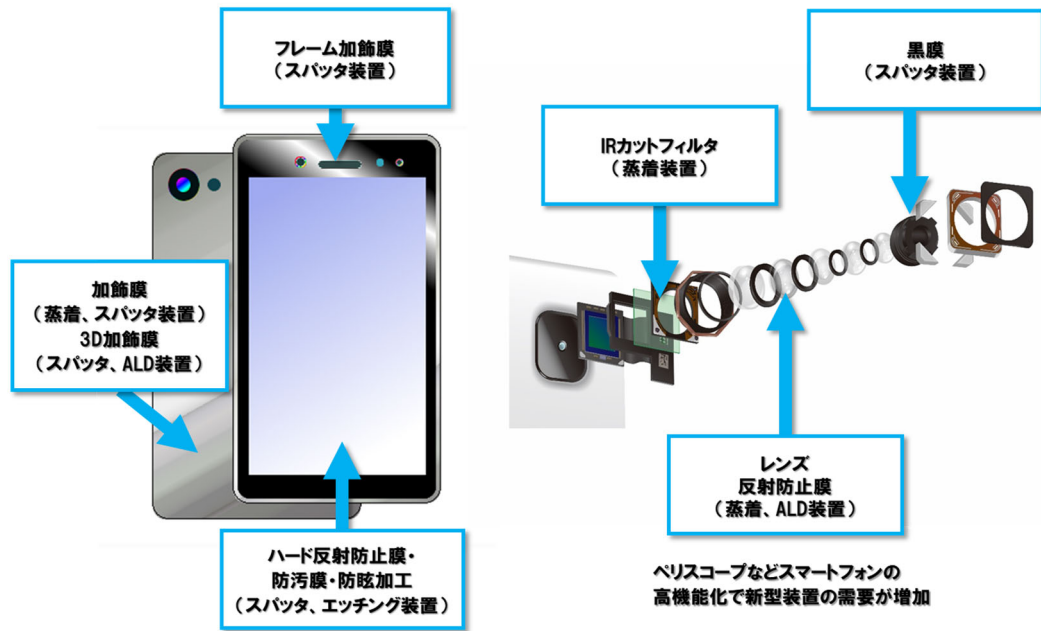 フレーム加飾膜
（スパッタ装置）
黒膜
（スパッタ装置）
IRカットフィルタ
（蒸着装置）
加飾膜
（蒸着、スパッタ装置）
3D加飾膜
（スパッタ、ALD装置）
レンズ
反射防止膜
（蒸着、ALD装置）
ハード反射防止膜・
防汚膜・防眩加工
（スパッタ、エッチング装置）
ペリスコープなどスマートフォンの
高機能化で新型装置の需要が増加